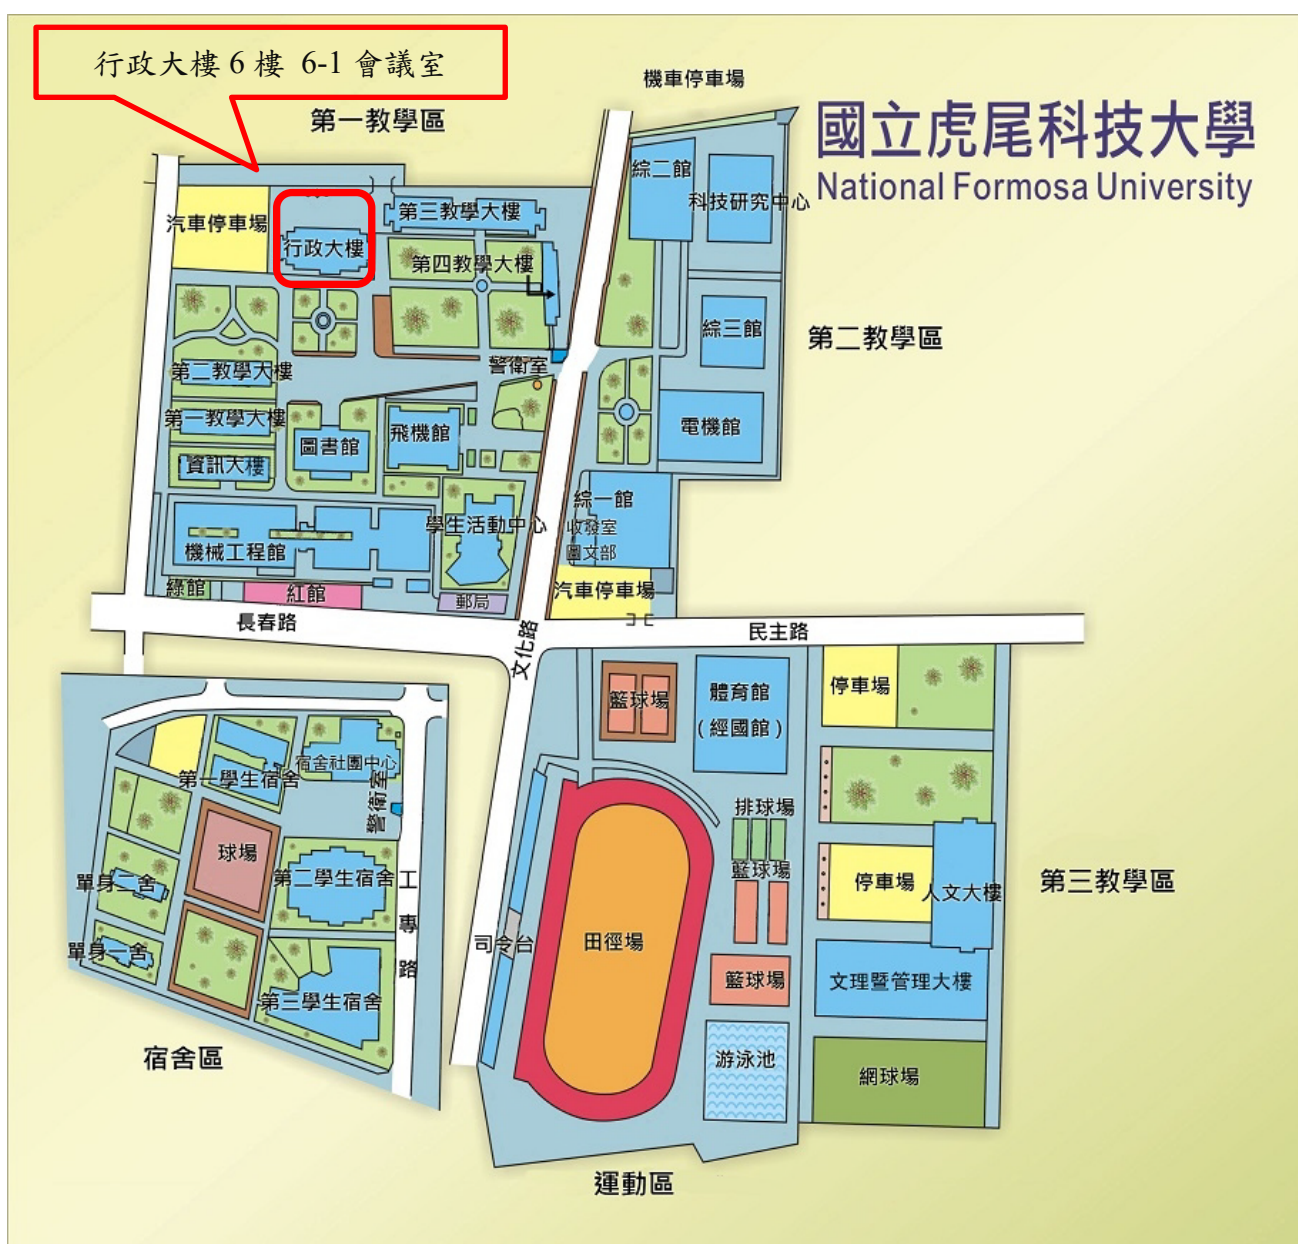 行政大樓 6 樓 6-1 會議室
機車停車場
第一教學區
國立虎尾科技大學
National Formosa University
綜二館
科技研究中心
汽車停車場
第三教學大樓
行政大樓
第四教學大樓
綜三館
第二教學區
警衛室
第二教學大樓
第一教學大樓
圖書館
飛機館
電機館
資訊大樓
綜一館
收發室
圖文部
學生活動中心
機械工程館
綠館
紅館
郵局
汽車停車場
長春路
文化路
民主路
籃球場
體育館
(經國館)
停車場
第一學生宿舍
宿舍社團中心
警衛室
排球場
球場
籃球場
第二學生宿舍
單身二舍
工專路
停車場
人文大樓
第三教學區
單身一舍
司令台
田徑場
籃球場
文理暨管理大樓
第三學生宿舍
宿舍區
游泳池
網球場
運動區